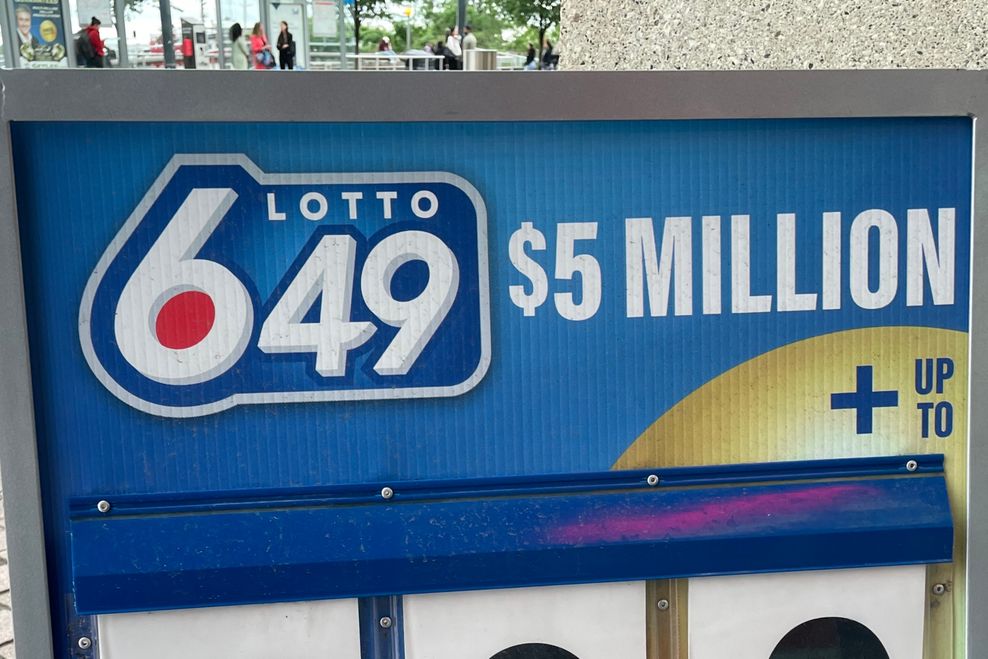 LOTTO
649
$5 MILLION
+ UP
TO